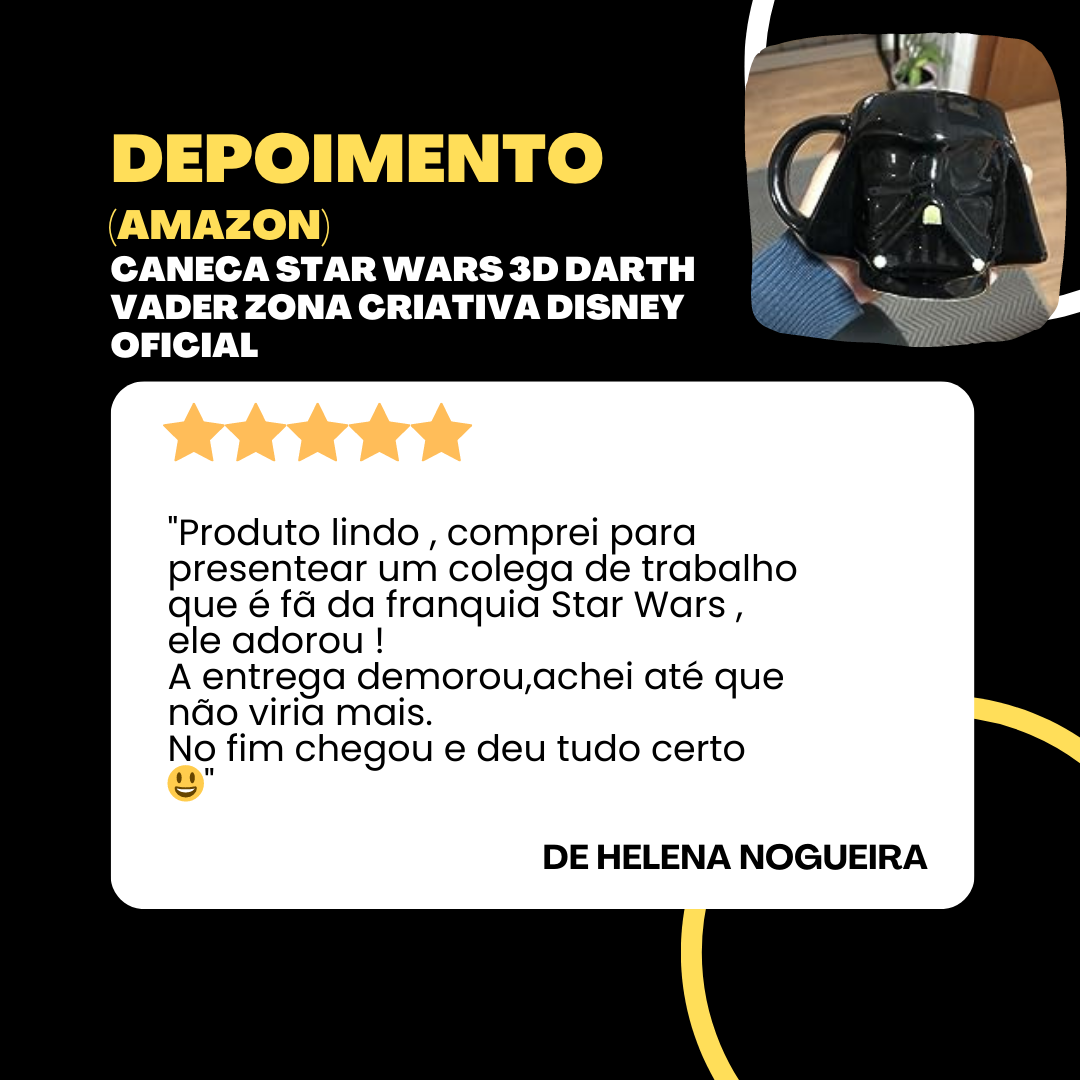 DEPOIMENTO
(AMAZON)
CANECA STAR WARS 3D DARTH
VADER ZONA CRIATIVA DISNEY
OFICIAL
"Produto lindo , comprei para
presentear um colega de trabalho
que é fã da franquia Star Wars ,
ele adorou !
A entrega demorou,achei até que
não viria mais.
No fim chegou e deu tudo certo
😃"
DE HELENA NOGUEIRA